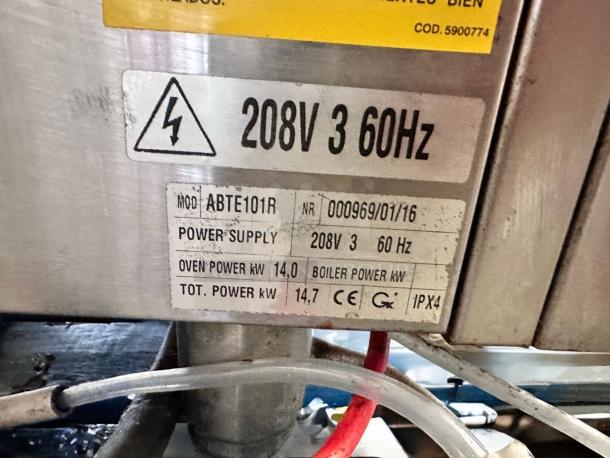 BIEN
COD. 5900774
208V 3 60Hz
MOD ABTE101R NR 000969/01/16
POWER SUPPLY 208V 3 60 Hz
OVEN POWER kW 14,0 BOILER POWER kW
TOT. POWER kW 14,7 CE IPX4